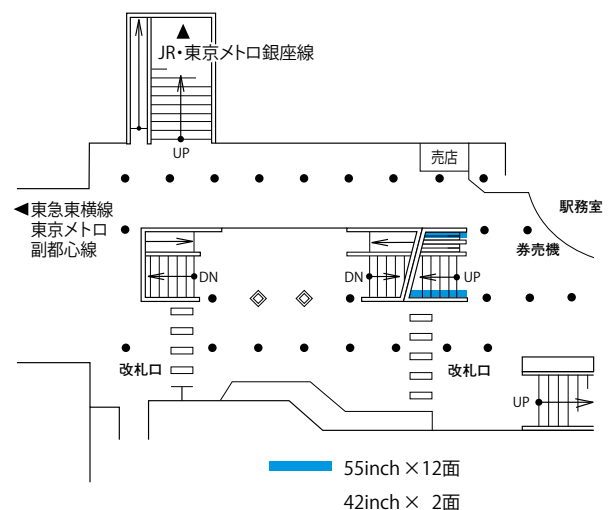 JR・東京メトロ銀座線
UP
売店
駅務室
◀東急東横線
東京メトロ
副都心線
券売機
DN
DN
UP
改札口
改札口
UP
55inch×12面
42inch× 2面